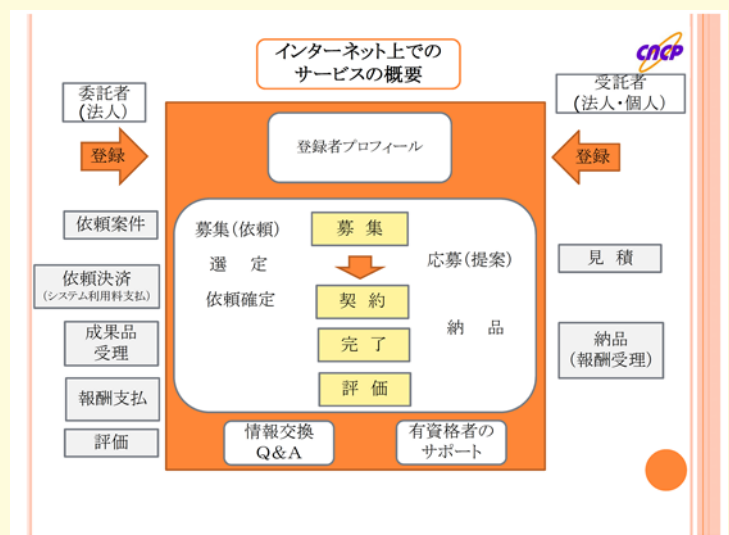 インターネット上での
サービスの概要
CNCP
委託者
(法人)
受託者
(法人・個人)
登録
登録者プロフィール
登録
依頼案件
依頼決済
(システム利用料支払)
成果品
受理
報酬支払
評価
募集(依頼)
選　定
依頼確定
募 集
契 約
完 了
評 価
応募(提案)
納　品
見 積
納品
(報酬受理)
情報交換
Q&A
有資格者の
サポート